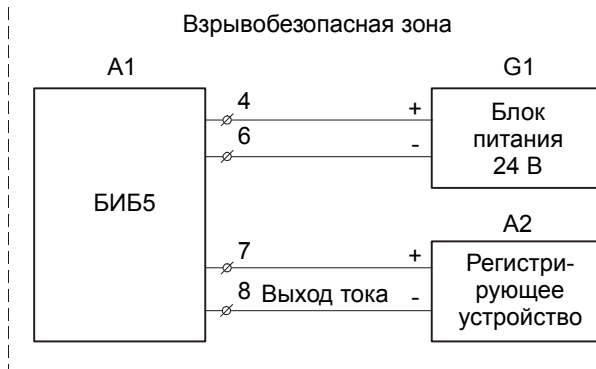 Взрывобезопасная зона
A1
G1
4
+
Блок
питания
24 В
6
-
БИБ5
A2
7
+
Регистри-
рующее
устройство
8
Выход тока
-